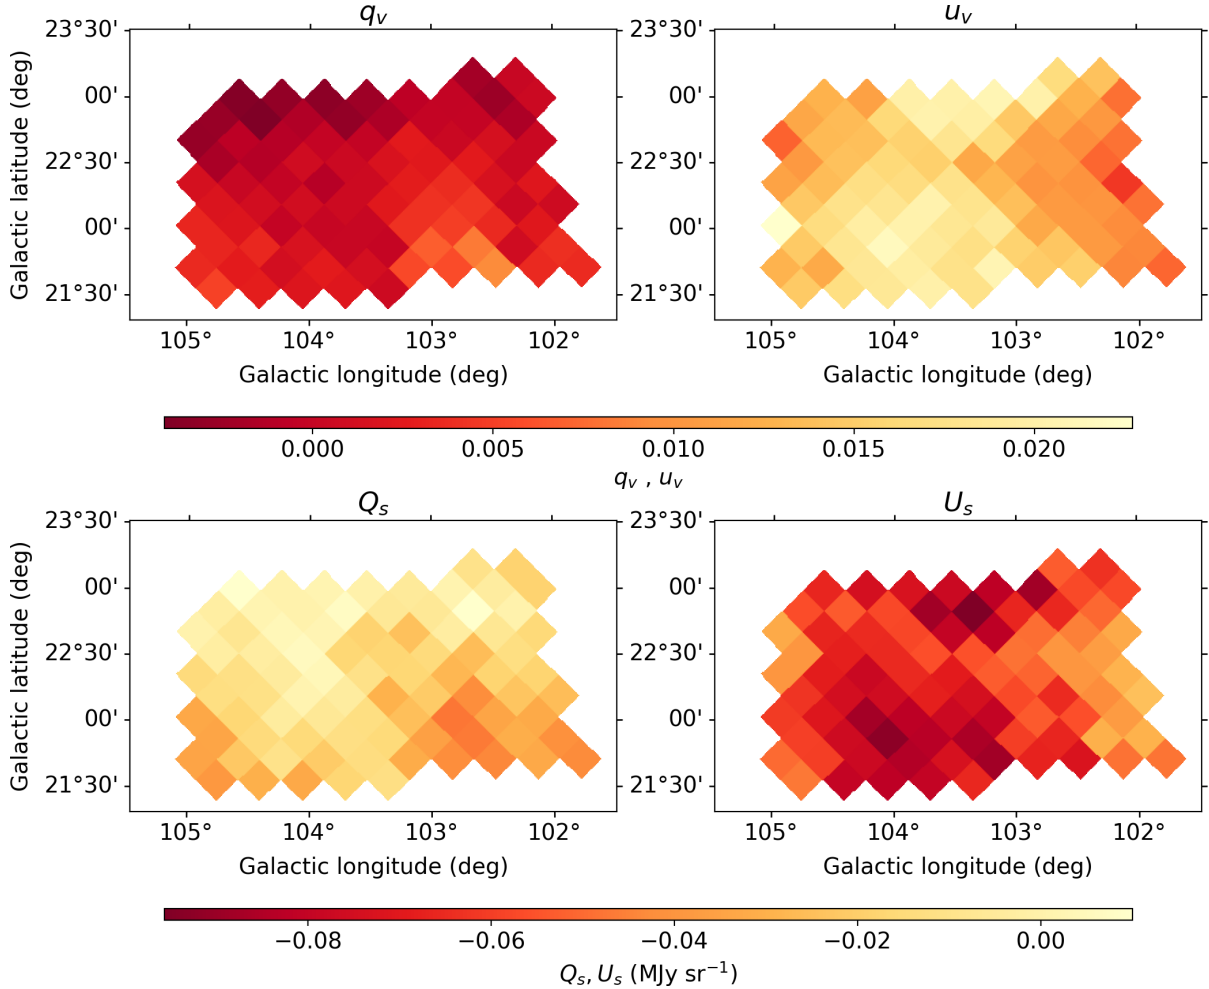 q_v u_v
Galactic latitude (deg)
23°30' 23°30'
00' 00'
22°30' 22°30'
00' 00'
21°30' 21°30'
105° 104° 103° 102° 105° 104° 103° 102°
Galactic longitude (deg) Galactic longitude (deg)
0.000 0.005 0.010 0.015 0.020
q_v , u_v
Q_s U_s
Galactic latitude (deg)
23°30' 23°30'
00' 00'
22°30' 22°30'
00' 00'
21°30' 21°30'
105° 104° 103° 102° 105° 104° 103° 102°
Galactic longitude (deg) Galactic longitude (deg)
−0.08 −0.06 −0.04 −0.02 0.00
Q_s, U_s (MJy sr⁻¹)